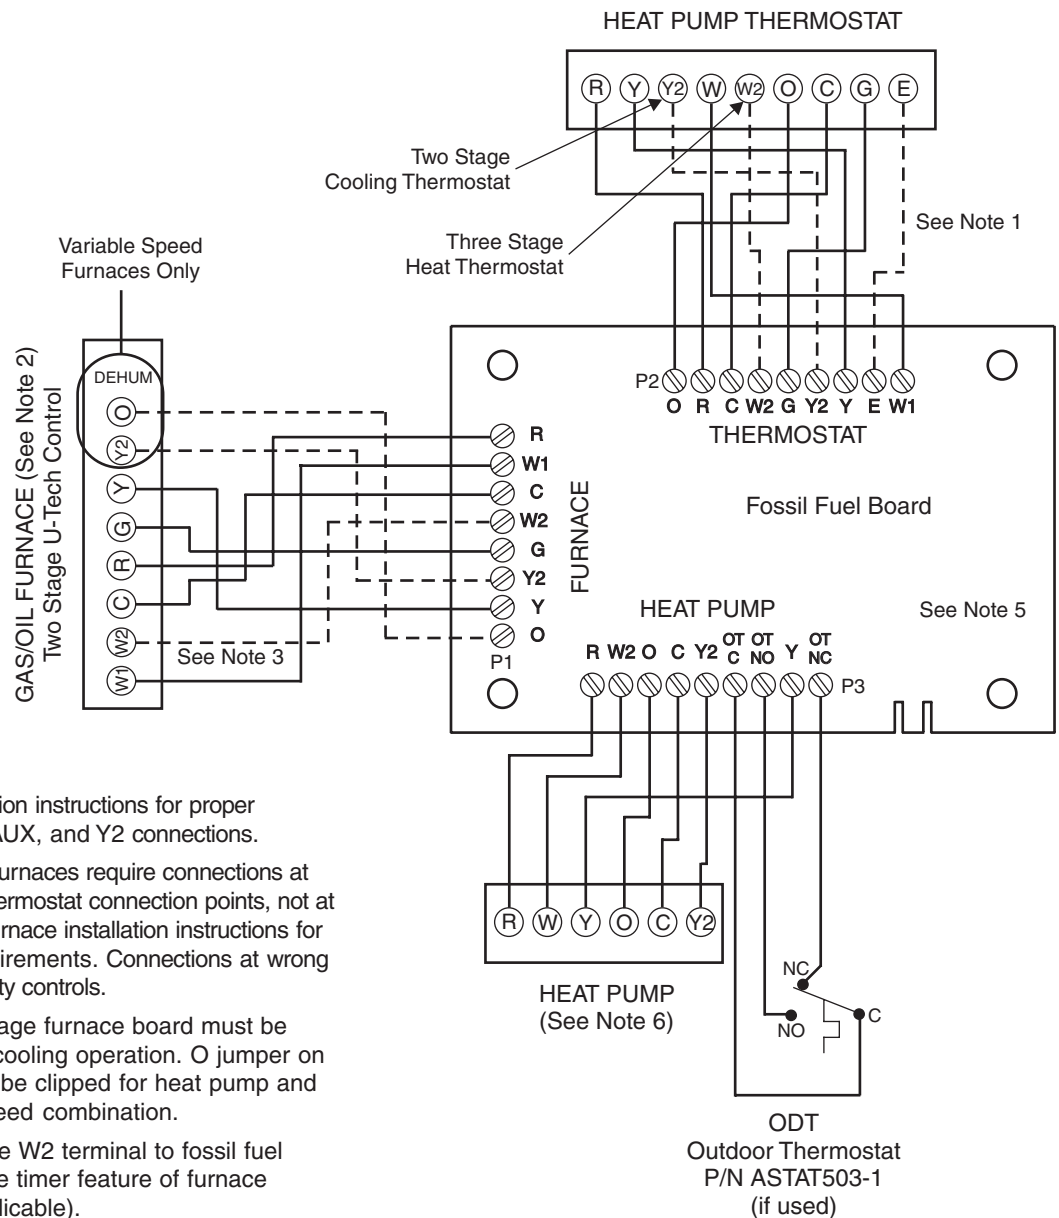 HEAT PUMP THERMOSTAT
R Y Y2 W W2 O C G E
Two Stage
Cooling Thermostat
Three Stage
Heat Thermostat
See Note 1
Variable Speed
Furnaces Only
GAS/OIL FURNACE (See Note 2)
Two Stage U-Tech Control
DEHUM
O
Y2
Y
G
R
C
W2
W1
See Note 3
P2
O R C W2 G Y2 Y E W1
THERMOSTAT
R
W1
C
W2
G
Y2
Y
O
P1
FURNACE
Fossil Fuel Board
See Note 5
HEAT PUMP
R W2 O C Y2 OT C OT NO Y OT NC
P3
R W Y O C Y2
HEAT PUMP
(See Note 6)
NC
NO
C
ODT
Outdoor Thermostat
P/N ASTAT503-1
(if used)
ion instructions for proper
AUX, and Y2 connections.
urnaces require connections at
ermostat connection points, not at
rnace installation instructions for
irements. Connections at wrong
ty controls.
age furnace board must be
cooling operation. O jumper on
be clipped for heat pump and
eed combination.
e W2 terminal to fossil fuel
e timer feature of furnace
licable).